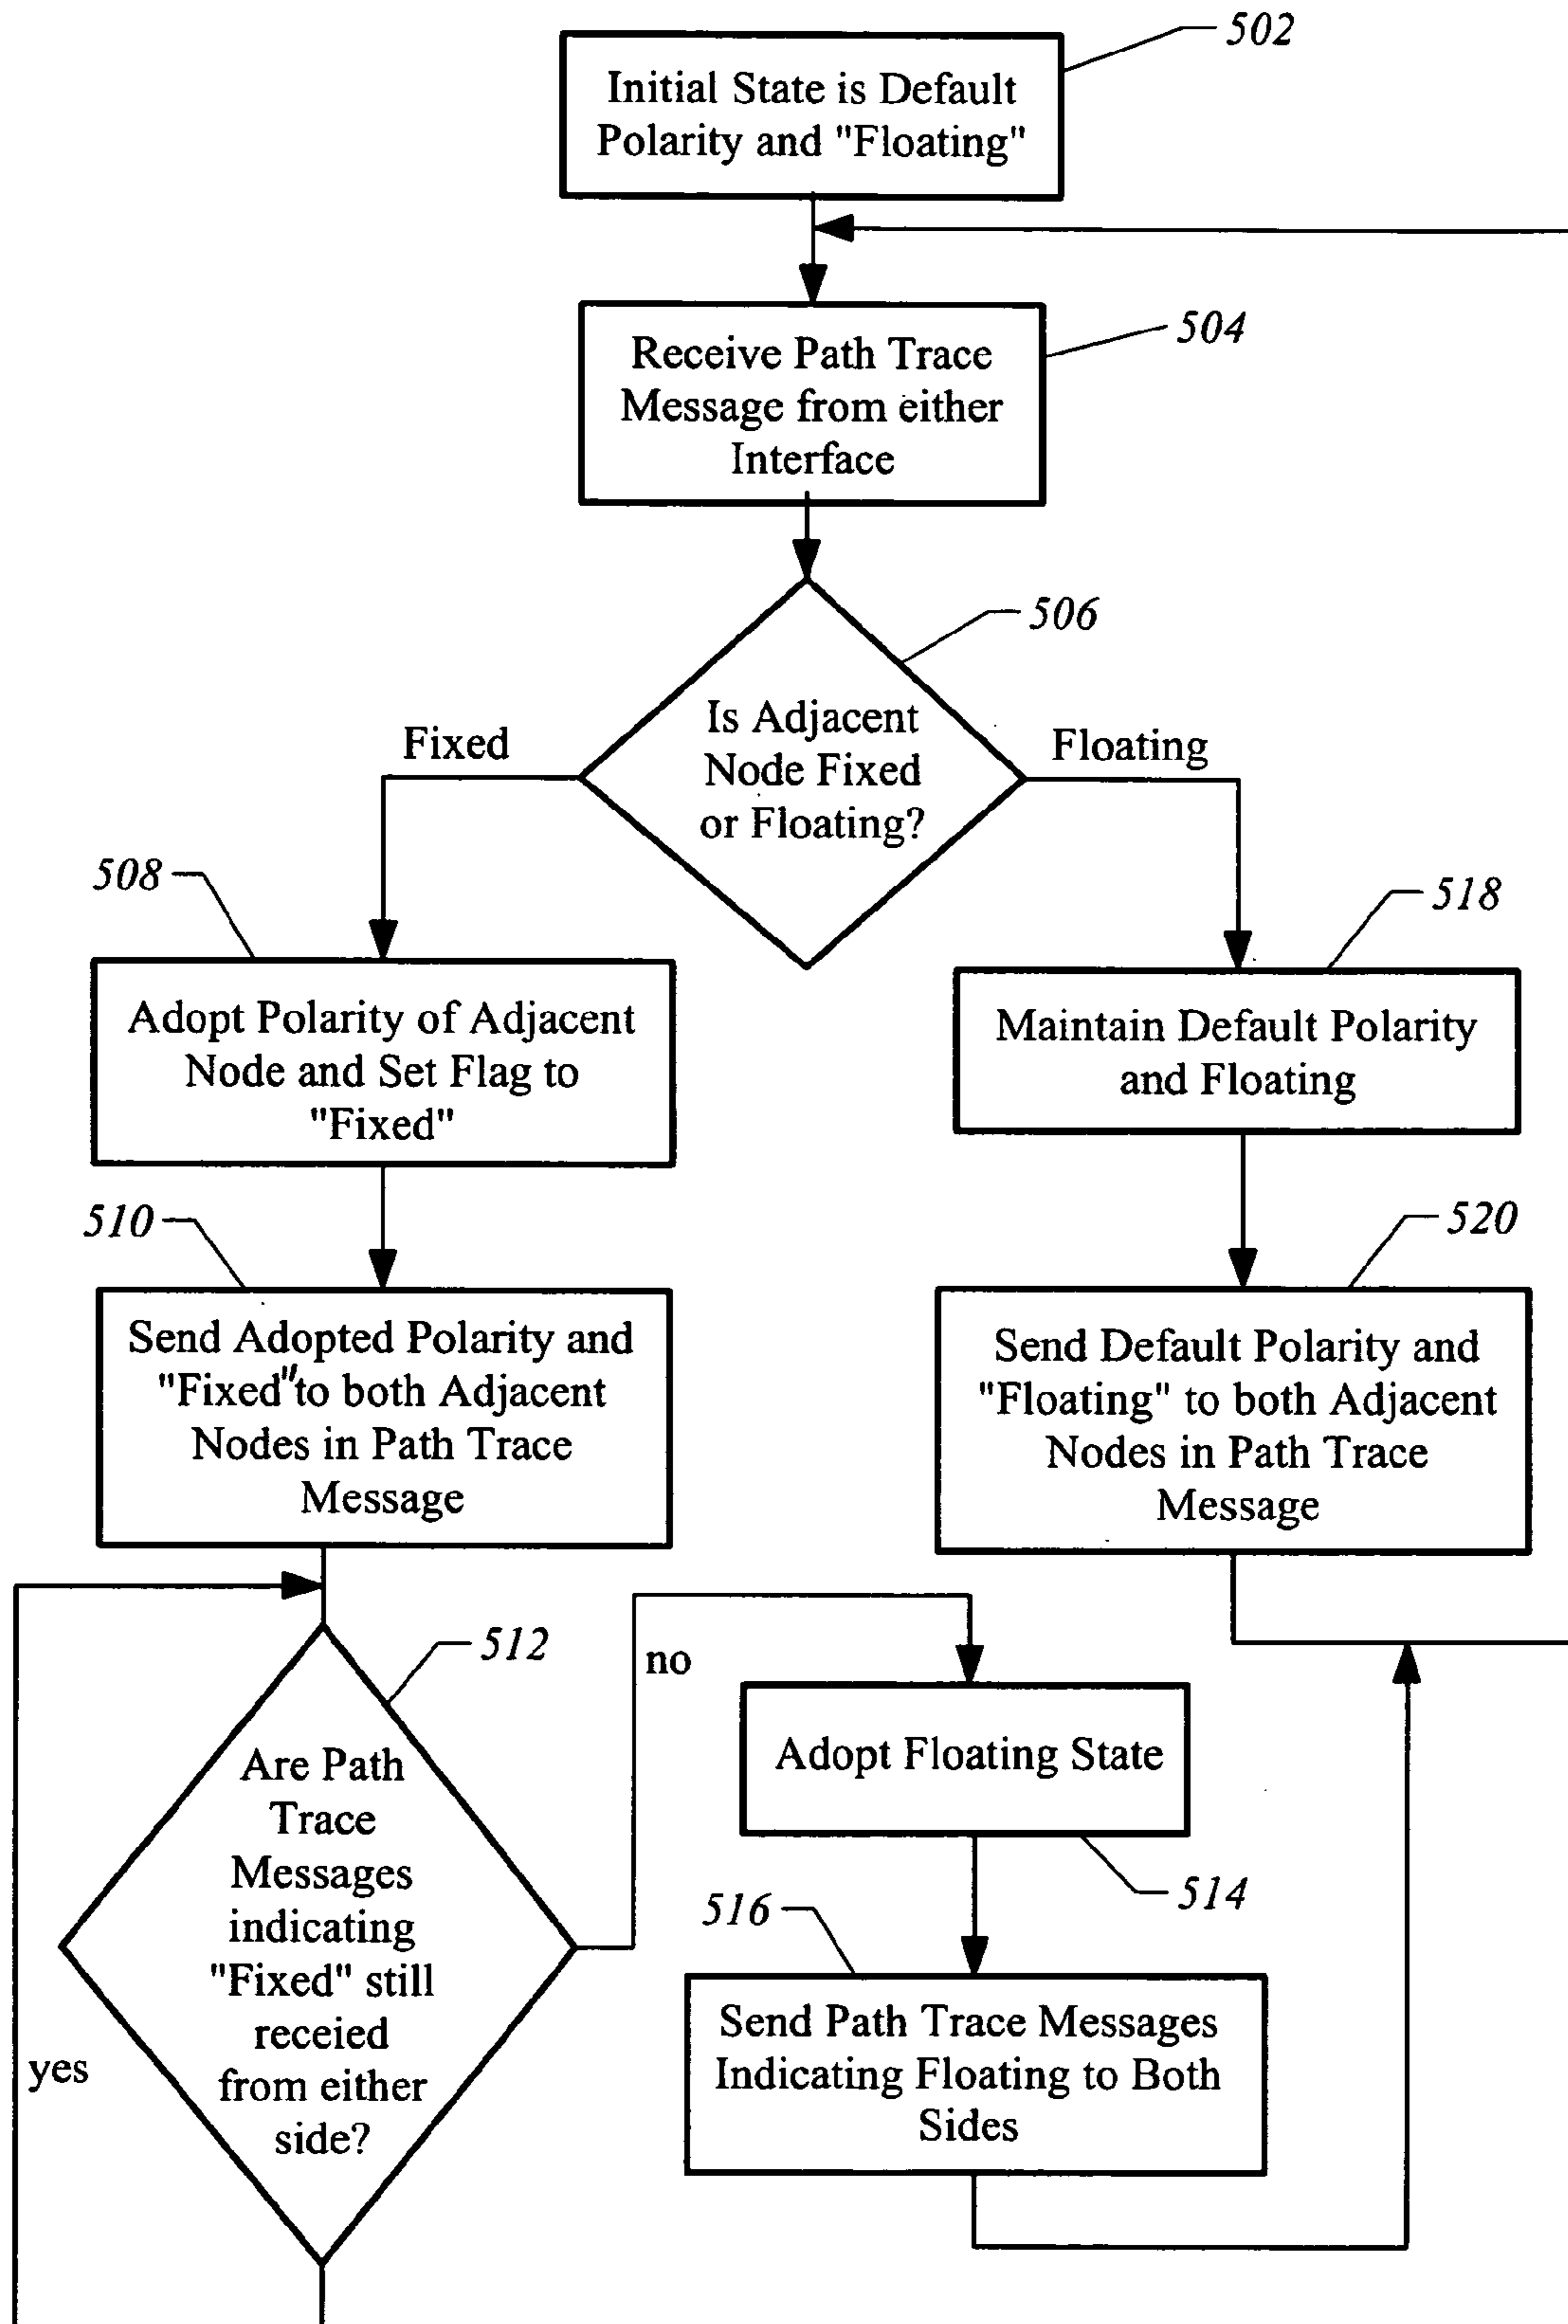 502
Initial State is Default
Polarity and "Floating"
504
Receive Path Trace
Message from either
Interface
506
Is Adjacent
Node Fixed
or Floating?
Fixed
Floating
508
Adopt Polarity of Adjacent
Node and Set Flag to
"Fixed"
518
Maintain Default Polarity
and Floating
510
Send Adopted Polarity and
"Fixed" to both Adjacent
Nodes in Path Trace
Message
520
Send Default Polarity and
"Floating" to both Adjacent
Nodes in Path Trace
Message
512
Are Path
Trace
Messages
indicating
"Fixed" still
receied
from either
side?
yes
no
Adopt Floating State
514
516
Send Path Trace Messages
Indicating Floating to Both
Sides